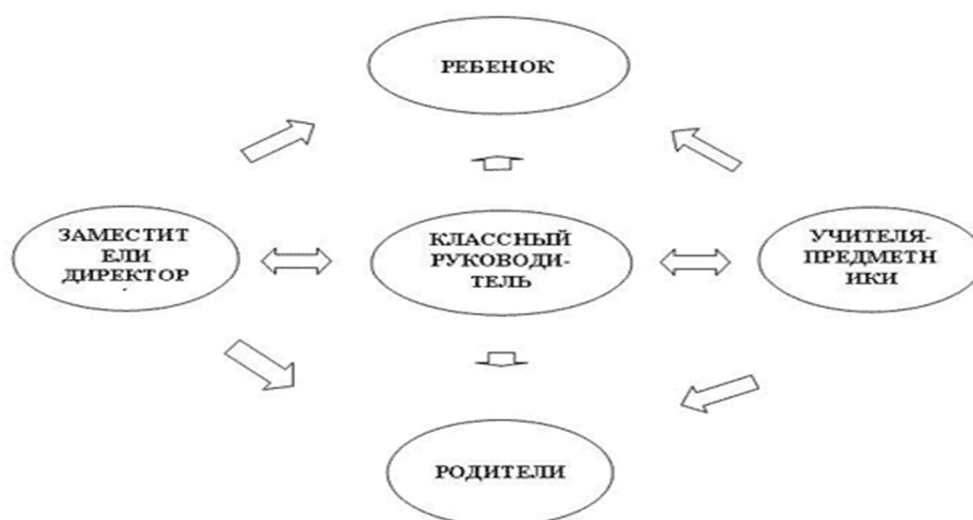 РЕБЕНОК
ЗАМЕСТИТ
ЕЛИ
ДИРЕКТОР
КЛАССНЫЙ
РУКОВОДИ-
ТЕЛЬ
УЧИТЕЛЯ-
ПРЕДМЕТН
ИКИ
РОДИТЕЛИ